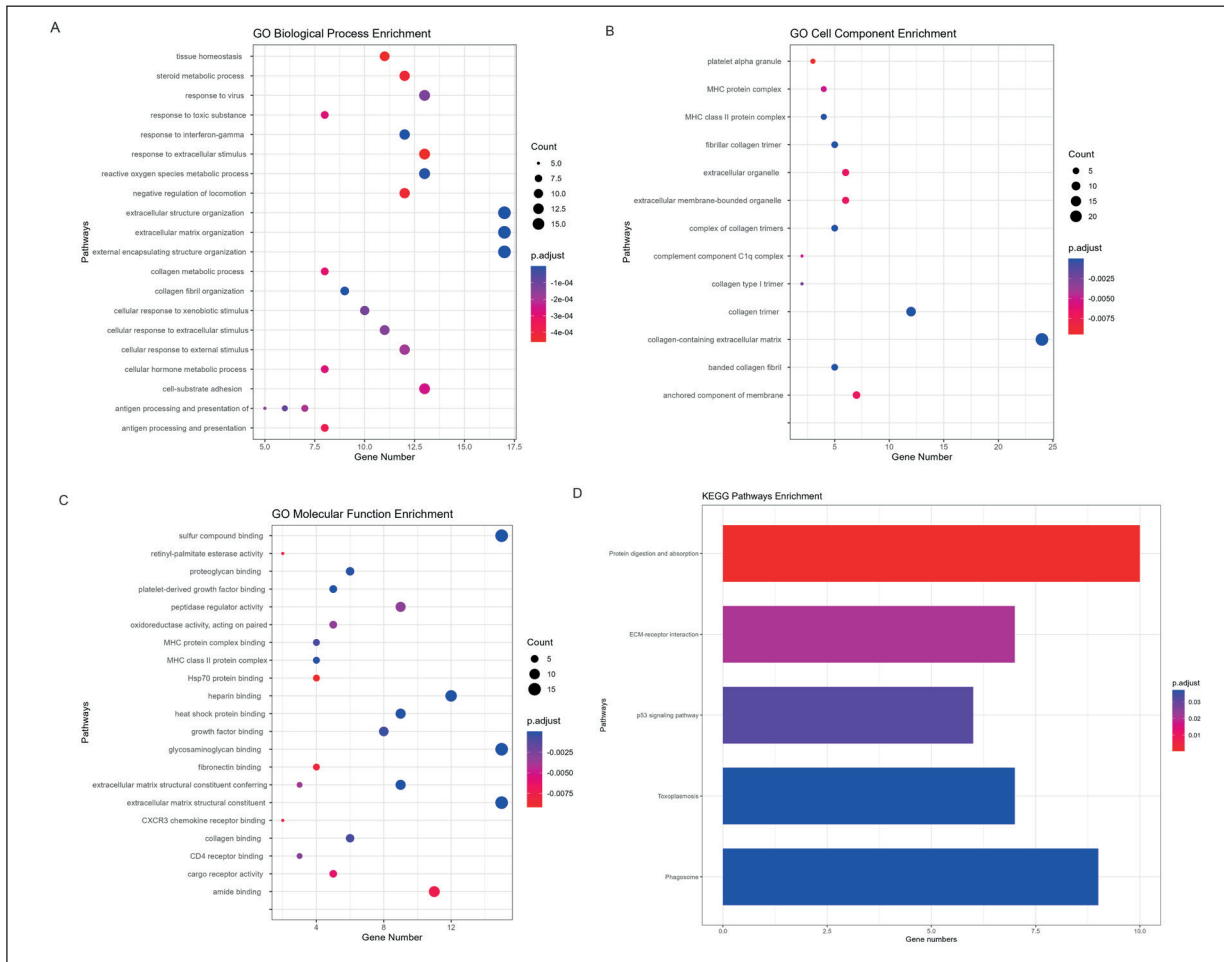 A
GO Biological Process Enrichment
tissue homeostasis
steroid metabolic process
response to virus
response to toxic substance
response to interferon-gamma
response to extracellular stimulus
reactive oxygen species metabolic process
negative regulation of locomotion
extracellular structure organization
extracellular matrix organization
external encapsulating structure organization
collagen metabolic process
collagen fibril organization
cellular response to xenobiotic stimulus
cellular response to extracellular stimulus
cellular response to external stimulus
cellular hormone metabolic process
cell-substrate adhesion
antigen processing and presentation of
antigen processing and presentation
Pathways
5.0 7.5 10.0 12.5 15.0 17.5
Gene Number
Count
5.0
7.5
10.0
12.5
15.0
p.adjust
-1e-04
-2e-04
-3e-04
-4e-04
B
GO Cell Component Enrichment
platelet alpha granule
MHC protein complex
MHC class II protein complex
fibrillar collagen trimer
extracellular organelle
extracellular membrane-bounded organelle
complex of collagen trimers
complement component C1q complex
collagen type I trimer
collagen trimer
collagen-containing extracellular matrix
banded collagen fibril
anchored component of membrane
Pathways
5 10 15 20 25
Gene Number
Count
5
10
15
20
p.adjust
-0.0025
-0.0050
-0.0075
C
GO Molecular Function Enrichment
sulfur compound binding
retinyl-palmitate esterase activity
proteoglycan binding
platelet-derived growth factor binding
peptidase regulator activity
oxidoreductase activity, acting on paired
MHC protein complex binding
MHC class II protein complex
Hsp70 protein binding
heparin binding
heat shock protein binding
growth factor binding
glycosaminoglycan binding
fibronectin binding
extracellular matrix structural constituent conferring
extracellular matrix structural constituent
CXCR3 chemokine receptor binding
collagen binding
CD4 receptor binding
cargo receptor activity
amide binding
Pathways
4 8 12
Gene Number
Count
5
10
15
p.adjust
-0.0025
-0.0050
-0.0075
D
KEGG Pathways Enrichment
Protein digestion and absorption
ECM-receptor interaction
p53 signaling pathway
Toxoplaemosis
Phagosome
Pathways
0.0 2.5 5.0 7.5 10.0
Gene numbers
p.adjust
0.03
0.02
0.01